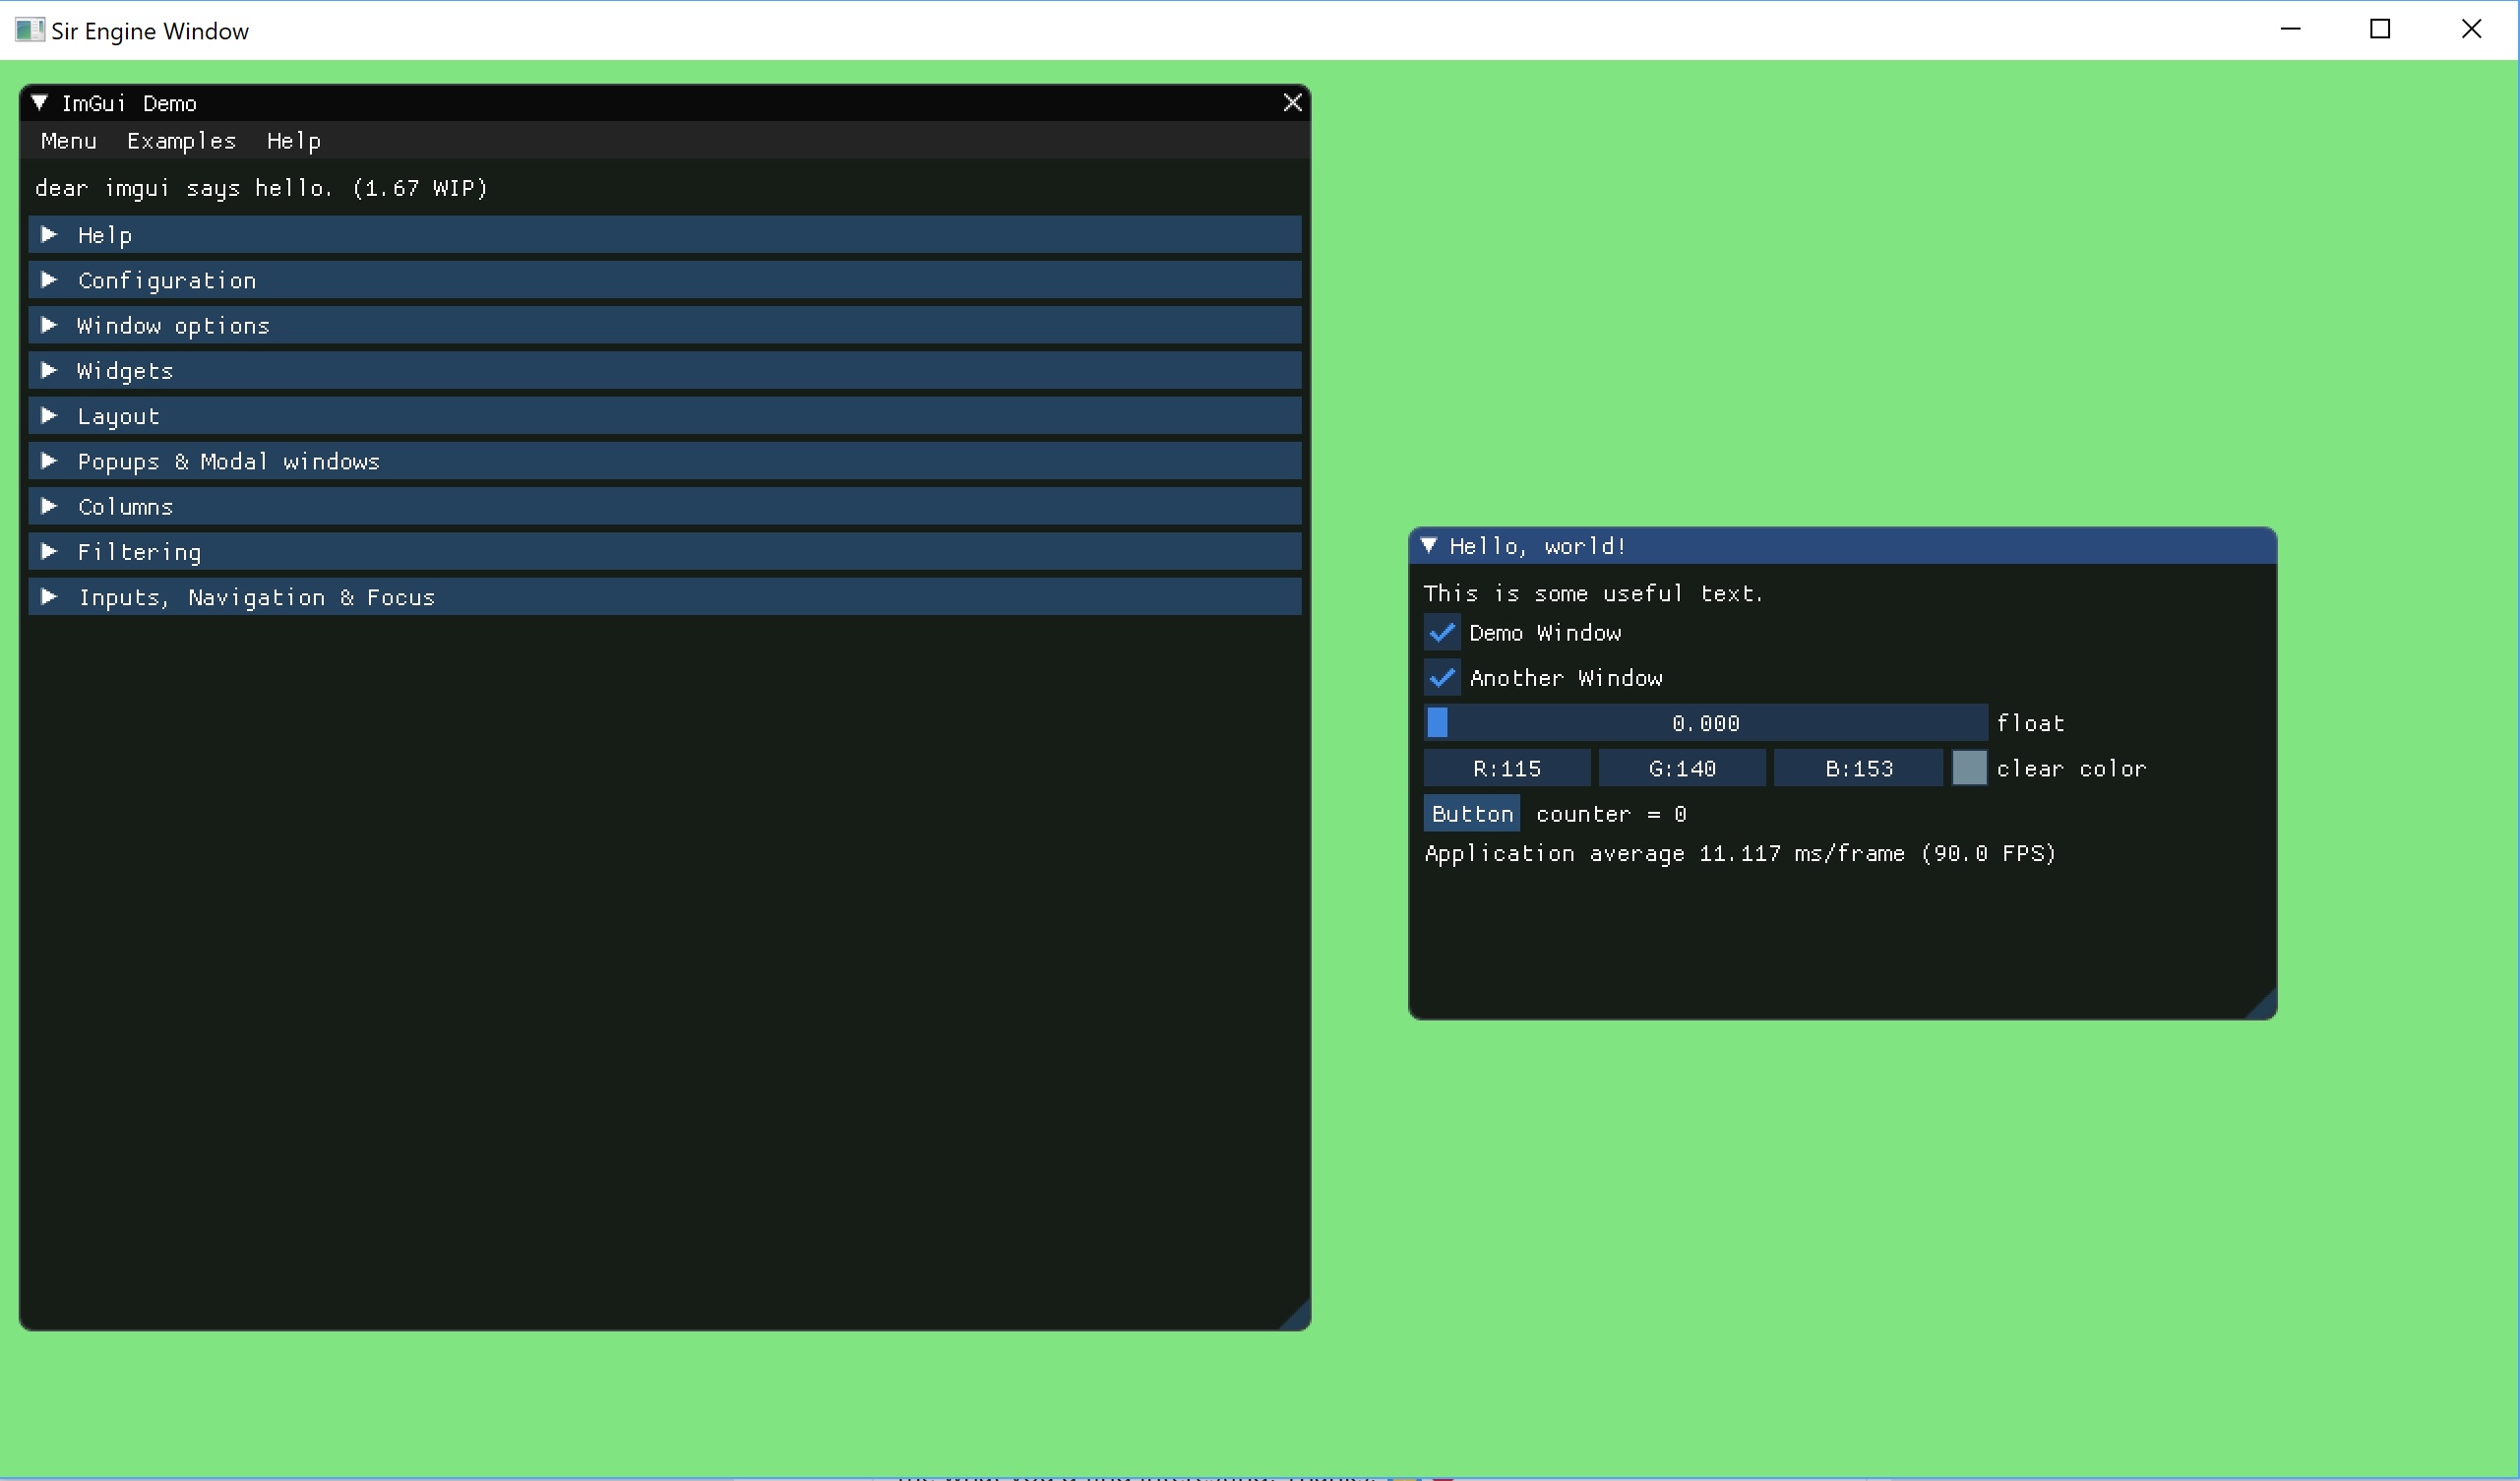 Sir Engine Window
ImGui Demo
Menu Examples Help
dear imgui says hello. (1.67 WIP)
Help
Configuration
Window options
Widgets
Layout
Popups & Modal windows
Columns
Filtering
Inputs, Navigation & Focus
Hello, world!
This is some useful text.
Demo Window
Another Window
0.000 float
R:115 G:140 B:153 clear color
Button counter = 0
Application average 11.117 ms/frame (90.0 FPS)